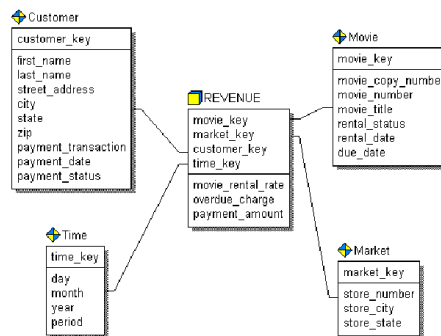 Customer
customer_key
first_name
last_name
street_address
city
state
zip
payment_transaction
payment_date
payment_status
REVENUE
movie_key
market_key
customer_key
time_key
movie_rental_rate
overdue_charge
payment_amount
Movie
movie_key
movie_copy_number
movie_number
movie_title
rental_status
rental_date
due_date
Time
time_key
day
month
year
period
Market
market_key
store_number
store_city
store_state